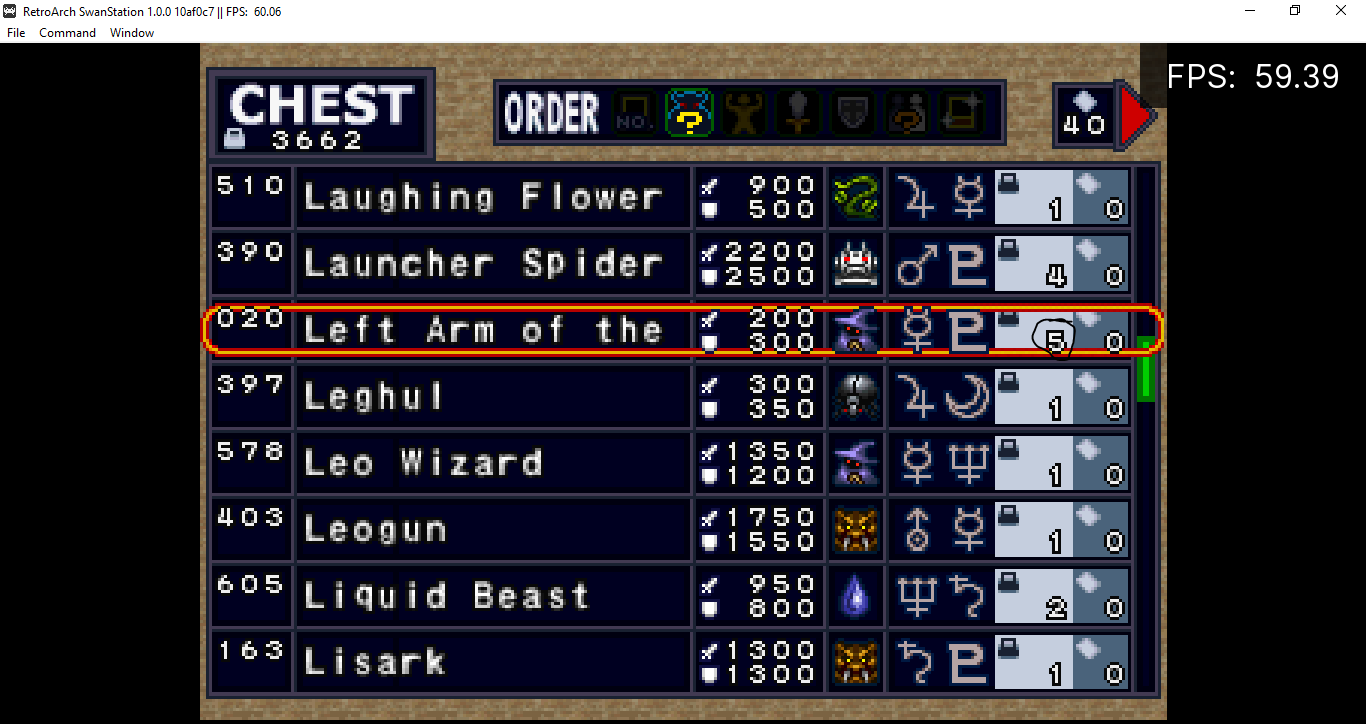 RetroArch SwanStation 1.0.0 10af0c7 || FPS: 60.06
File Command Window
FPS: 59.39
CHEST
3662
ORDER NO. ? ?
40
510 Laughing Flower 900 500 1 0
390 Launcher Spider 2200 2500 4 0
020 Left Arm of the 200 300 5 0
397 Leghul 300 350 1 0
578 Leo Wizard 1350 1200 1 0
403 Leogun 1750 1550 1 0
605 Liquid Beast 950 800 2 0
163 Lisark 1300 1300 1 0